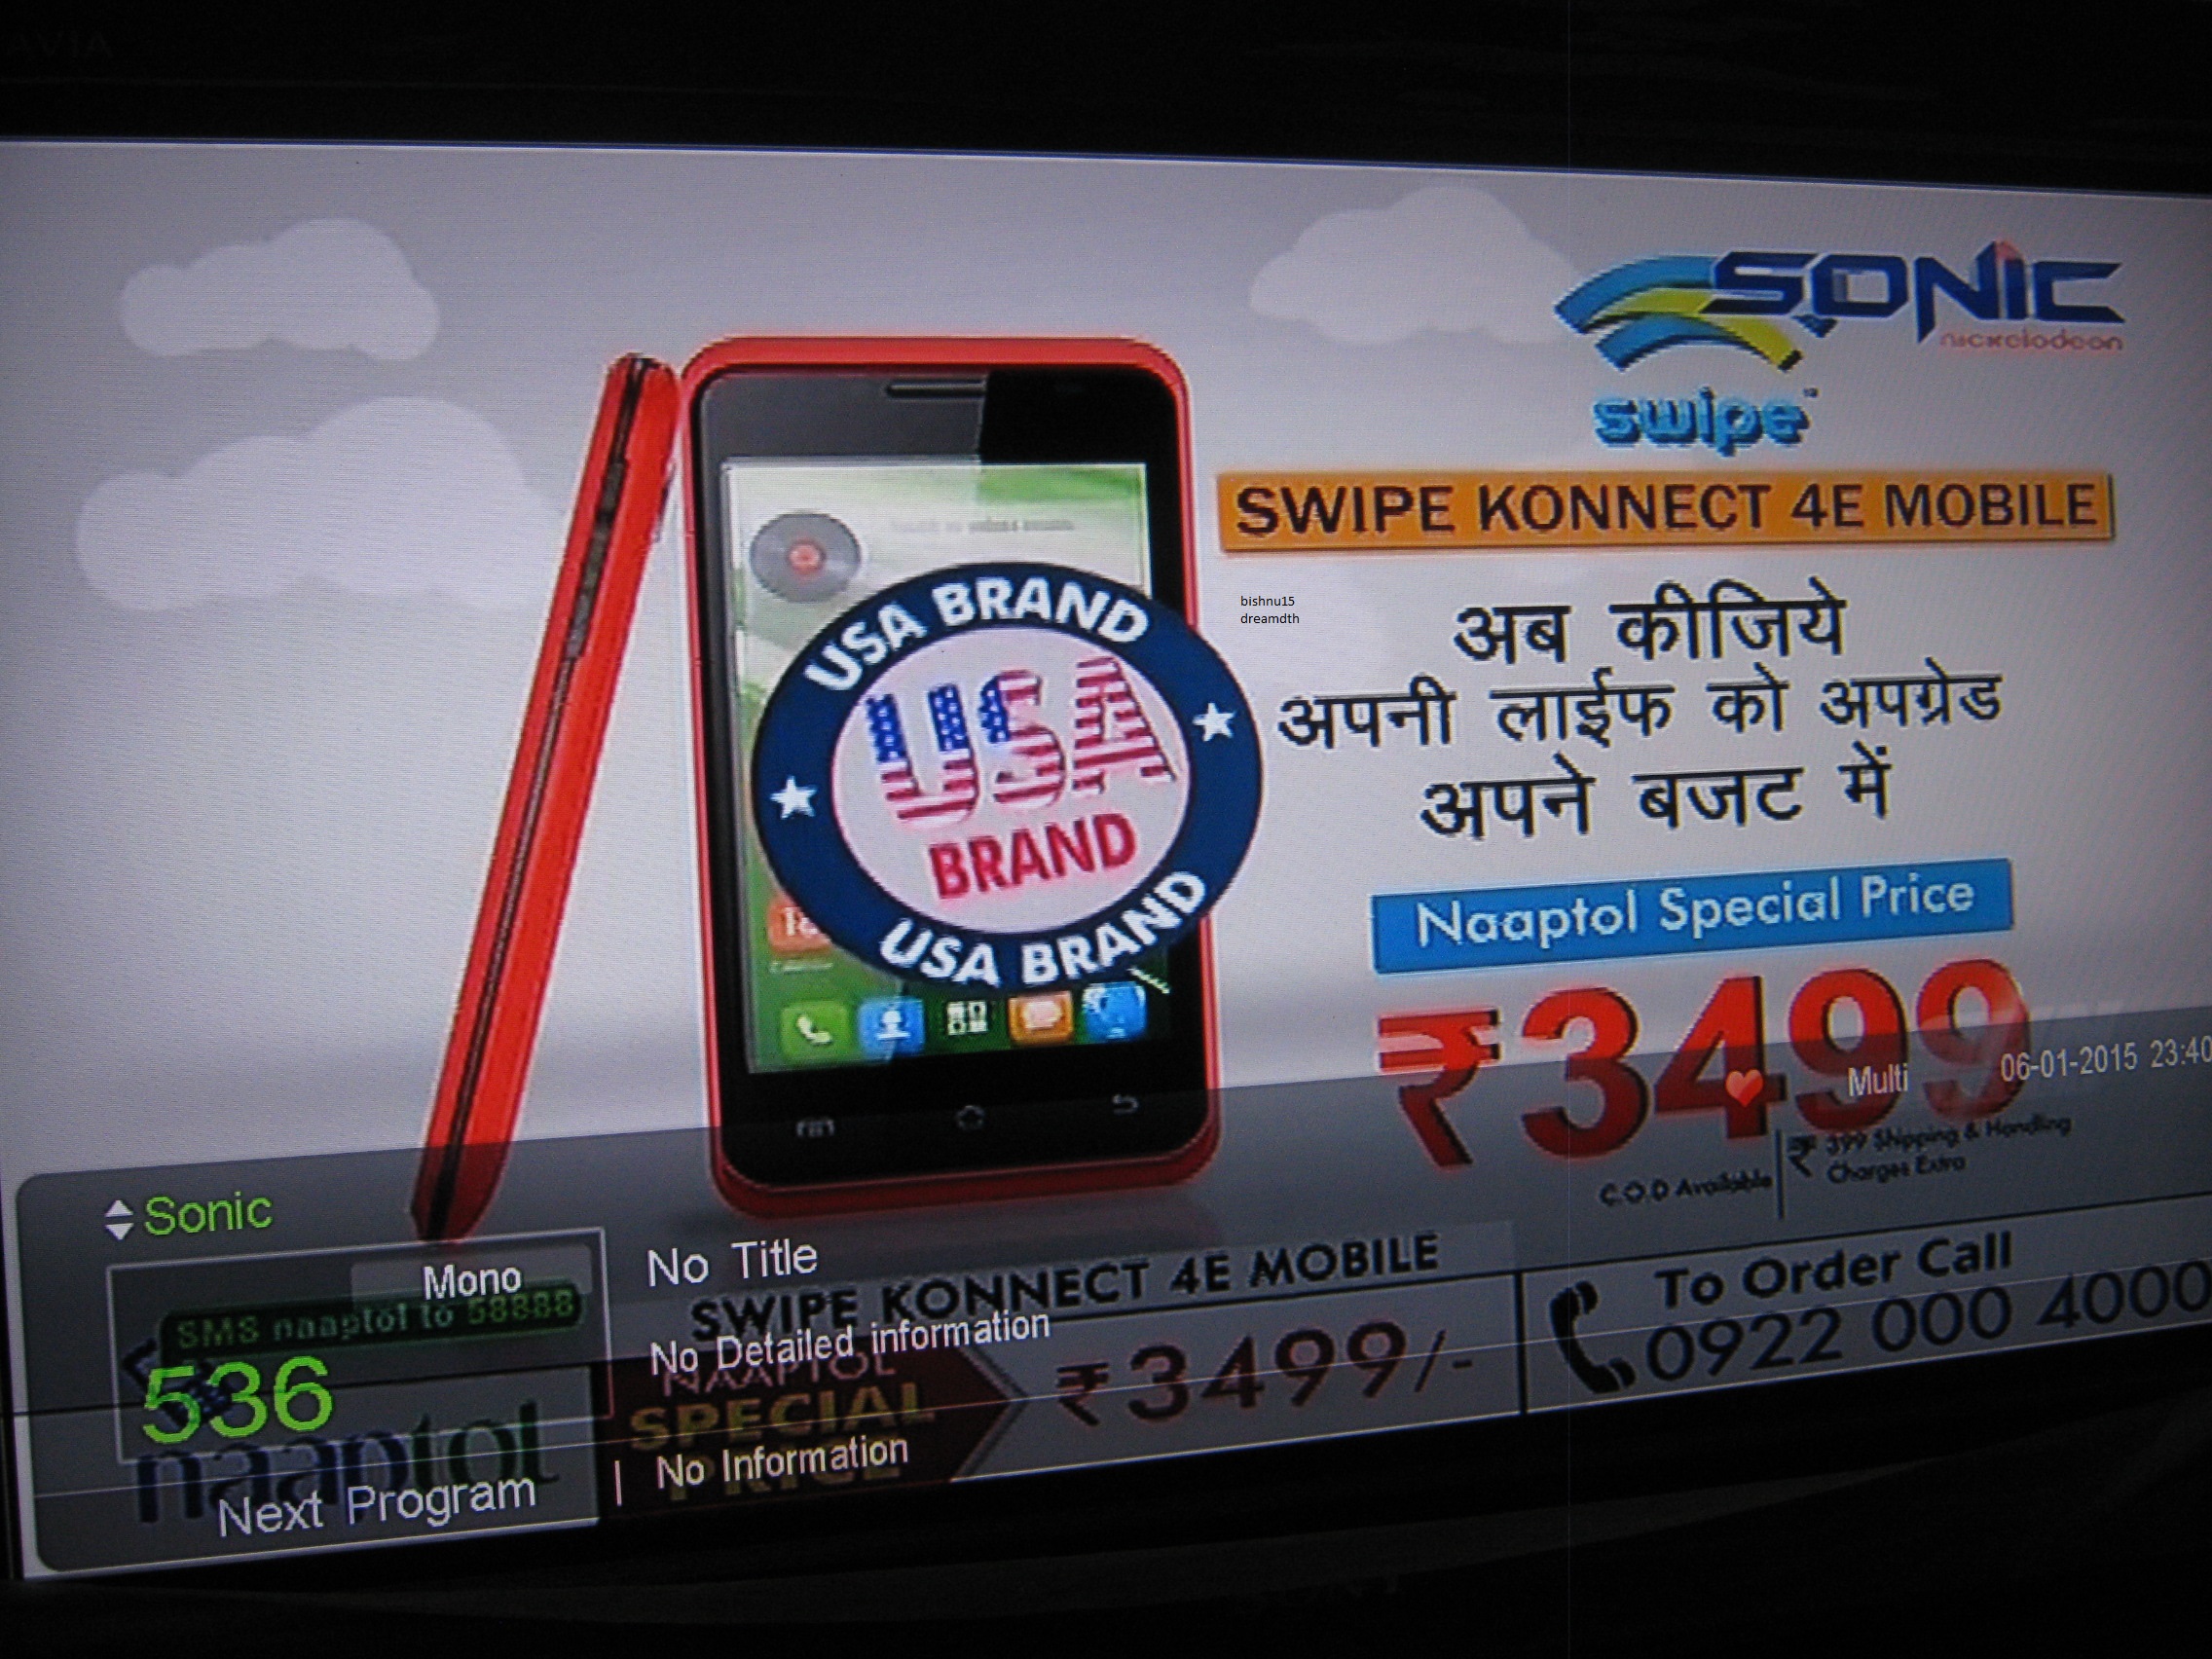 SONIC
nickelodeon
swipe
SWIPE KONNECT 4E MOBILE
bishnu15
dreamdth
अब कीजिये
अपनी लाईफ को अपग्रेड
अपने बजट में
USA BRAND
USA
BRAND
USA BRAND
Naaptol Special Price
₹3499
Multi
06-01-2015 23:40
C.O.D Available
₹ 399 Shipping & Handling
Charges Extra
Sonic
Mono
SMS naaptol to 58888
536
naaptol
Next Program
No Title
SWIPE KONNECT 4E MOBILE
No Detailed information
NAAPTOL
SPECIAL
PRICE
₹3499/-
| No Information
To Order Call
0922 000 4000